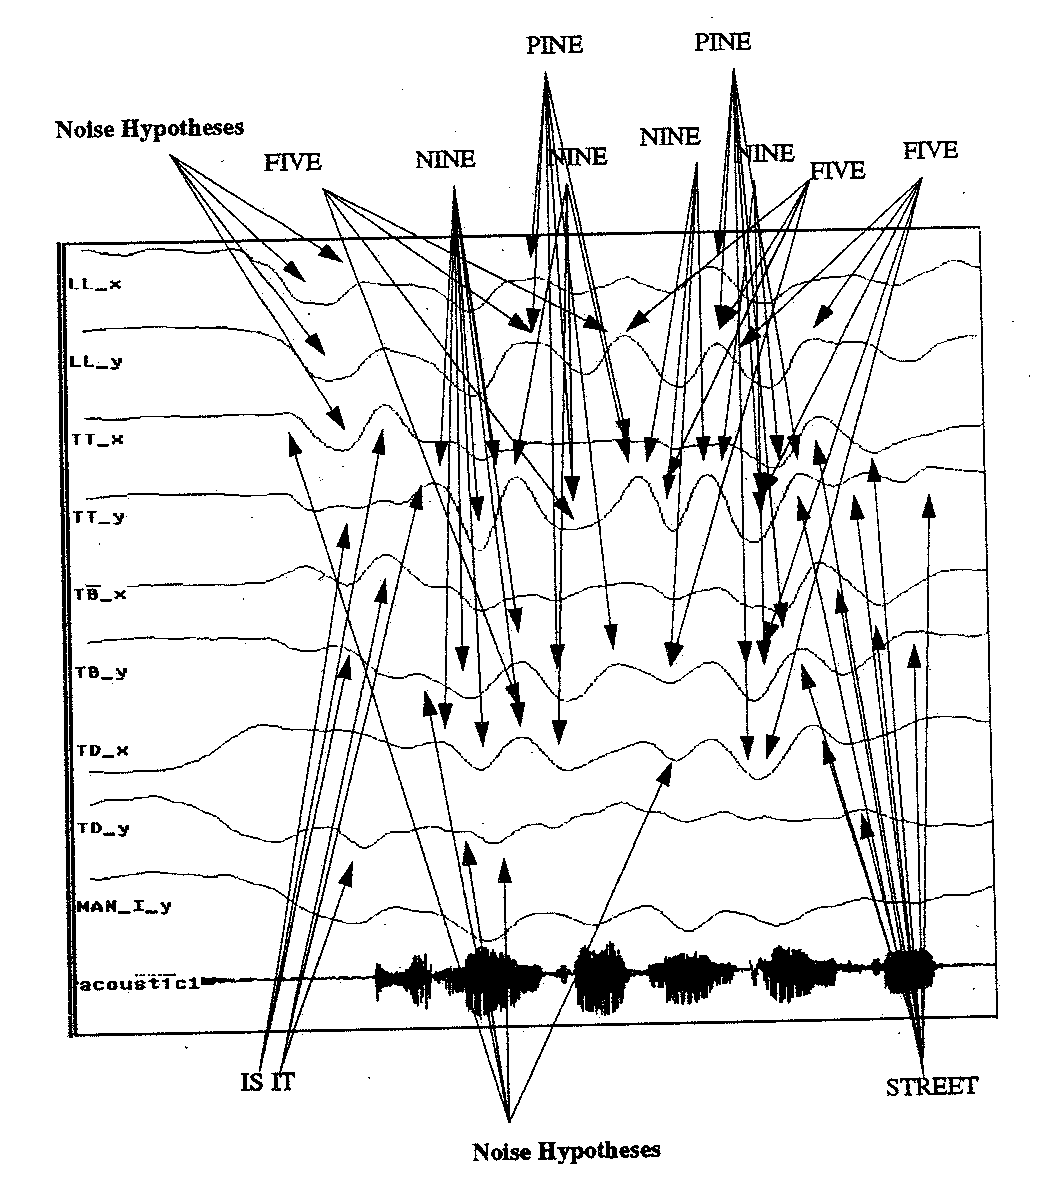 PINE PINE
Noise Hypotheses
FIVE NINE NINE NINE NINE FIVE FIVE
LL_x
LL_y
TT_x
TT_y
TB_x
TB_y
TD_x
TD_y
MAN_I_y
acoustic1
IS IT
STREET
Noise Hypotheses